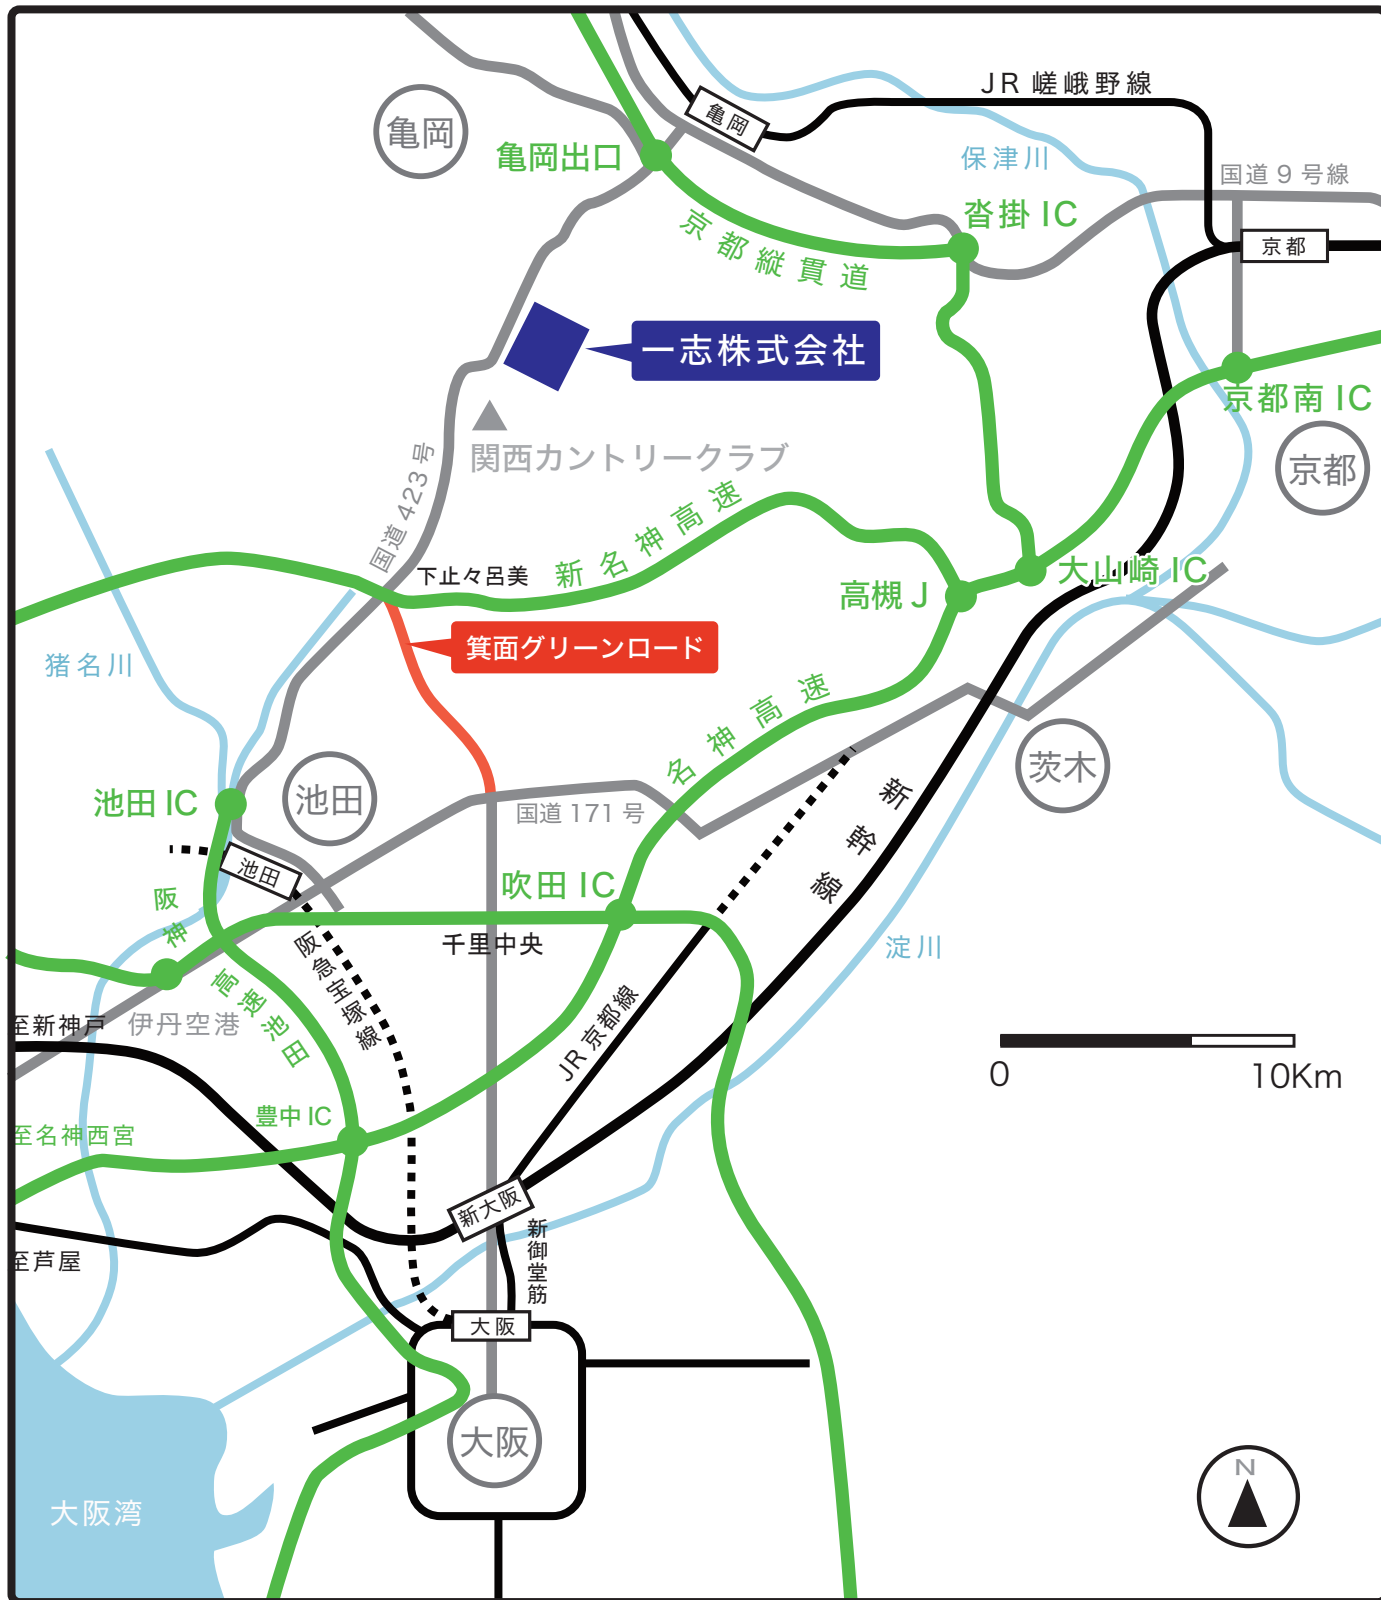 JR 嵯峨野線
亀岡
亀岡
亀岡出口
保津川
国道 9 号線
沓掛 IC
京都縦貫道
京都
一志株式会社
京都南 IC
関西カントリークラブ
京都
国道 423 号
新名神高速
下止々呂美
大山崎 IC
高槻 J
箕面グリーンロード
猪名川
名神高速
茨木
池田 IC
池田
新幹線
国道 171 号
池田
吹田 IC
阪神
千里中央
阪急宝塚線
淀川
高速池田
JR 京都線
至新神戸
伊丹空港
0
10Km
豊中 IC
至名神西宮
新大阪
新御堂筋
至芦屋
大阪
大阪
N
大阪湾